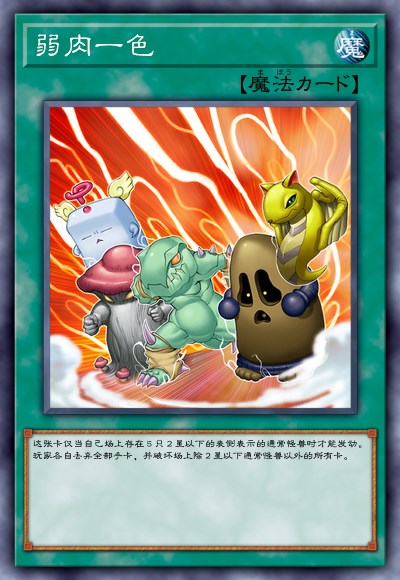 弱肉一色
魔
【魔法カード】
ま ほう
这张卡仅当自己场上存在5只2星以下的表侧表示的通常怪兽时才能发动。
玩家各自丢弃全部手卡，并破坏场上除2星以下通常怪兽以外的所有卡。